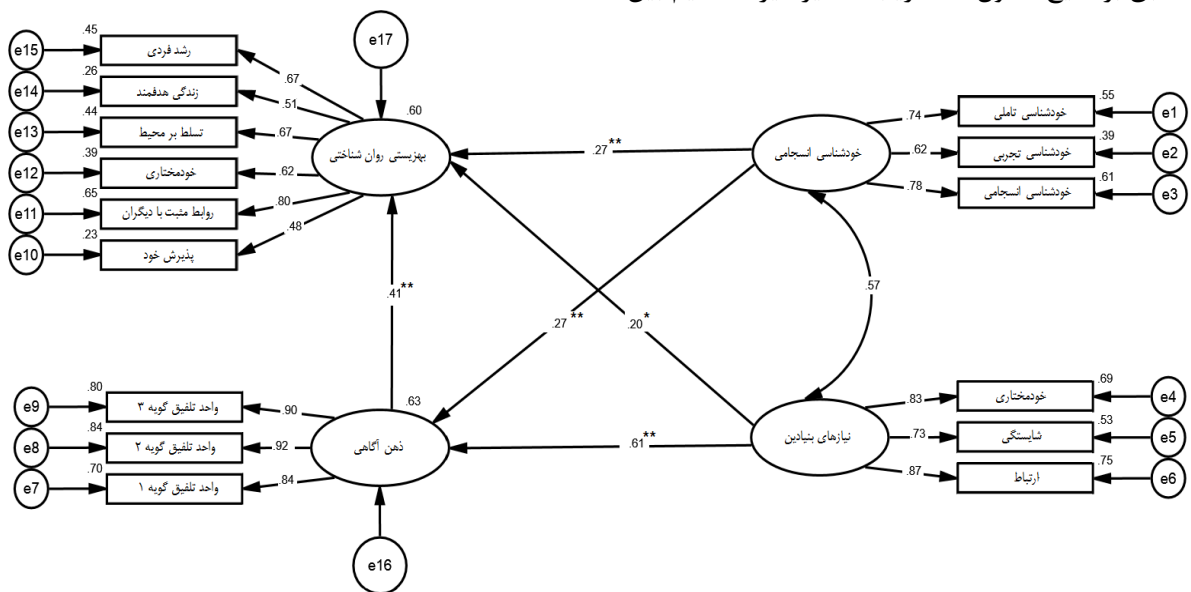 e17
e15
.45
رشد فردی
.67
e14
.26
زندگی هدفمند
.51
e13
.44
تسلط بر محیط
.67
e12
.39
خودمختاری
.62
e11
.65
روابط مثبت با دیگران
.80
e10
.23
پذیرش خود
.48
.60
بهزیستی روان شناختی
.27**
خودشناسی انسجامی
.74
.55
خودشناسی تاملی
e1
.62
.39
خودشناسی تجربی
e2
.78
.61
خودشناسی انسجامی
e3
.41**
.27**
.20*
.57
e9
.80
واحد تلفیق گویه ۳
.90
e8
.84
واحد تلفیق گویه ۲
.92
e7
.70
واحد تلفیق گویه ۱
.84
.63
ذهن آگاهی
.61**
نیازهای بنیادین
.83
.69
خودمختاری
e4
.73
.53
شایستگی
e5
.87
.75
ارتباط
e6
e16